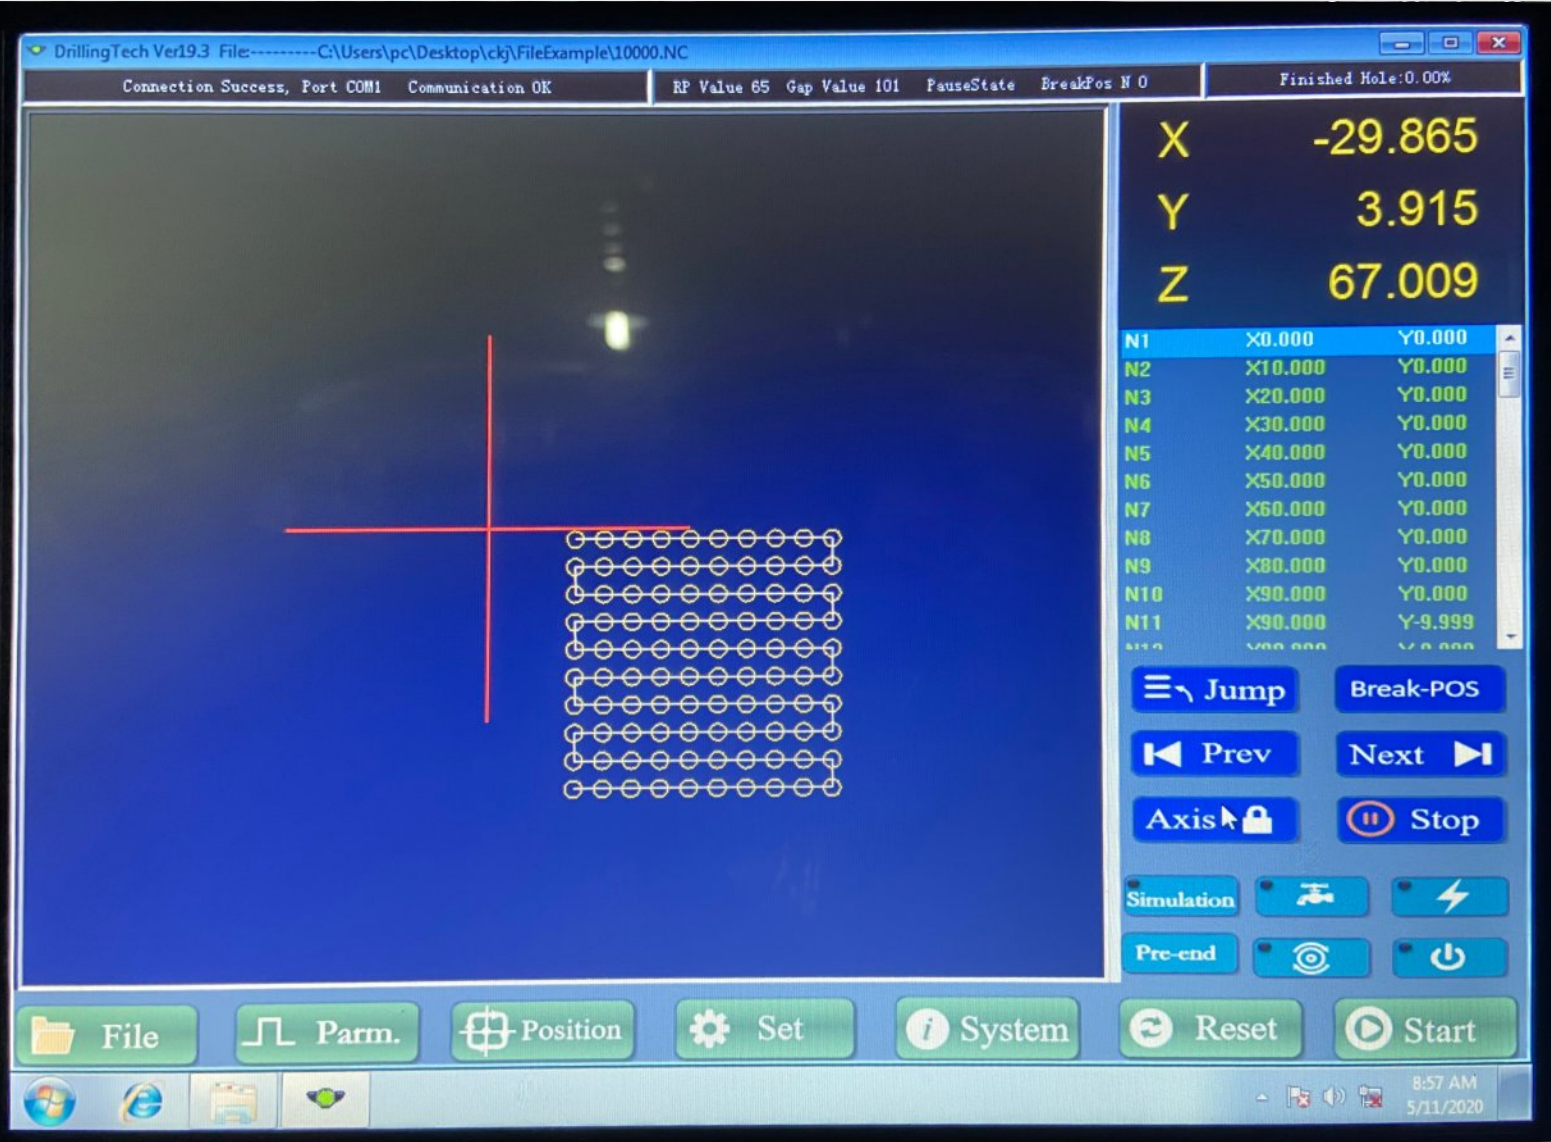 DrillingTech Ver19.3 File:---------C:\Users\pc\Desktop\ckj\FileExample\10000.NC
Connection Success, Port COM1 Communication OK
RP Value 65 Gap Value 101 PauseState BreakPos N 0
Finished Hole:0.00%
X -29.865
Y 3.915
Z 67.009
N1 X0.000 Y0.000
N2 X10.000 Y0.000
N3 X20.000 Y0.000
N4 X30.000 Y0.000
N5 X40.000 Y0.000
N6 X50.000 Y0.000
N7 X60.000 Y0.000
N8 X70.000 Y0.000
N9 X80.000 Y0.000
N10 X90.000 Y0.000
N11 X90.000 Y-9.999
Jump Break-POS
Prev Next
Axis Stop
Simulation
Pre-end
File Parm. Position Set System Reset Start
8:57 AM
5/11/2020